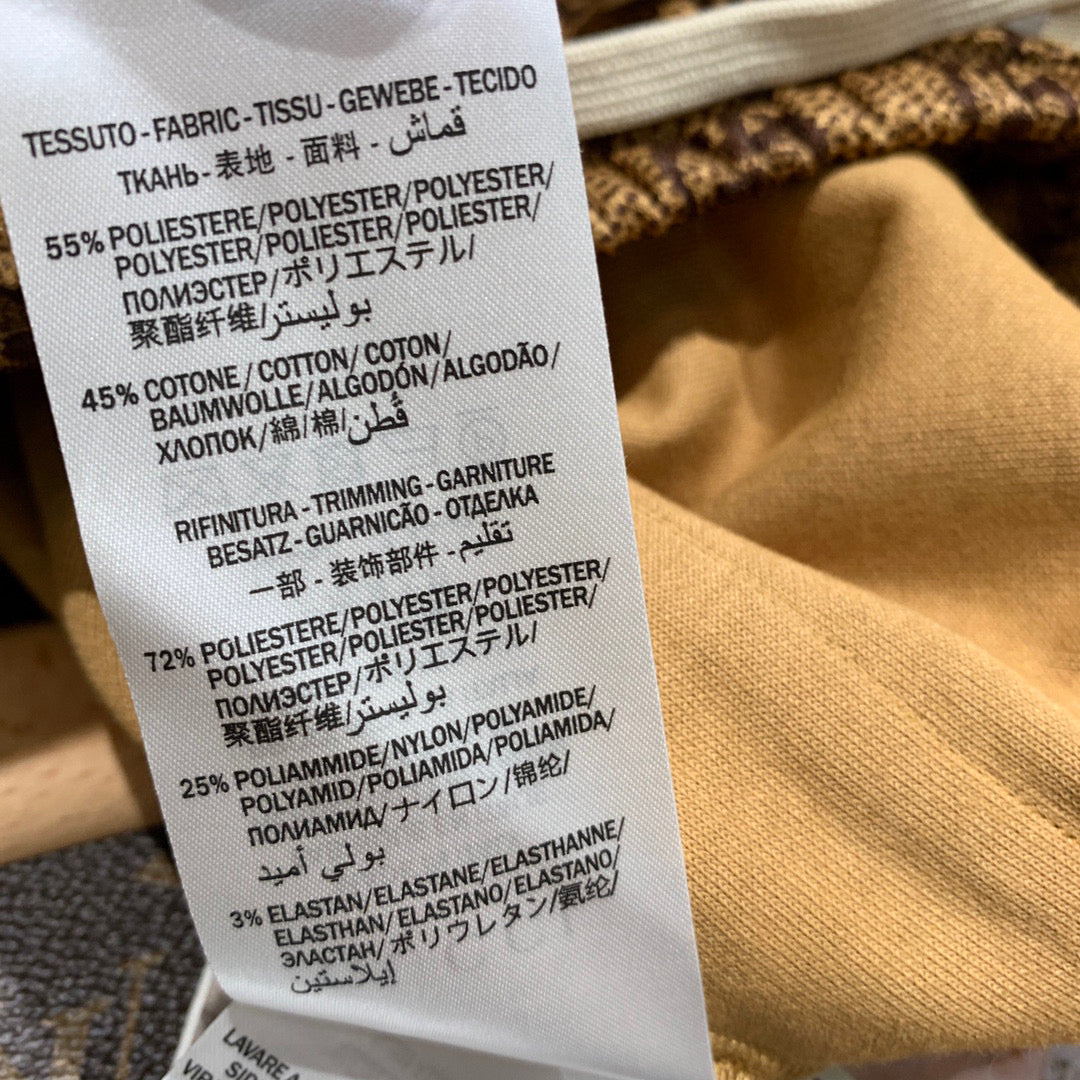 TESSUTO - FABRIC - TISSU - GEWEBE - TECIDO
ТКАНЬ - 表地 - 面料 - قماش
55% POLIESTERE/POLYESTER/POLYESTER/
POLYESTER/POLIESTER/POLIESTER/
ПОЛИЭСТЕР/ポリエステル/
聚酯纤维/بوليستر
45% COTONE/COTTON/COTON/
BAUMWOLLE/ALGODÓN/ALGODÃO/
ХЛОПОК/綿/棉/قُطن
RIFINITURA - TRIMMING - GARNITURE
BESATZ - GUARNICÃO - ОТДЕЛКА
一部 - 装饰部件 - تقليم
72% POLIESTERE/POLYESTER/POLYESTER/
POLYESTER/POLIESTER/POLIESTER/
ПОЛИЭСТЕР/ポリエステル/
聚酯纤维/بوليستر
25% POLIAMMIDE/NYLON/POLYAMIDE/
POLYAMID/POLIAMIDA/POLIAMIDA/
ПОЛИАМИД/ナイロン/锦纶/
بولي أميد
3% ELASTAN/ELASTANE/ELASTHANNE/
ELASTHAN/ELASTANO/ELASTANO/
ЭЛАСТАН/ポリウレタン/氨纶/
إيلاستين
LAVARE